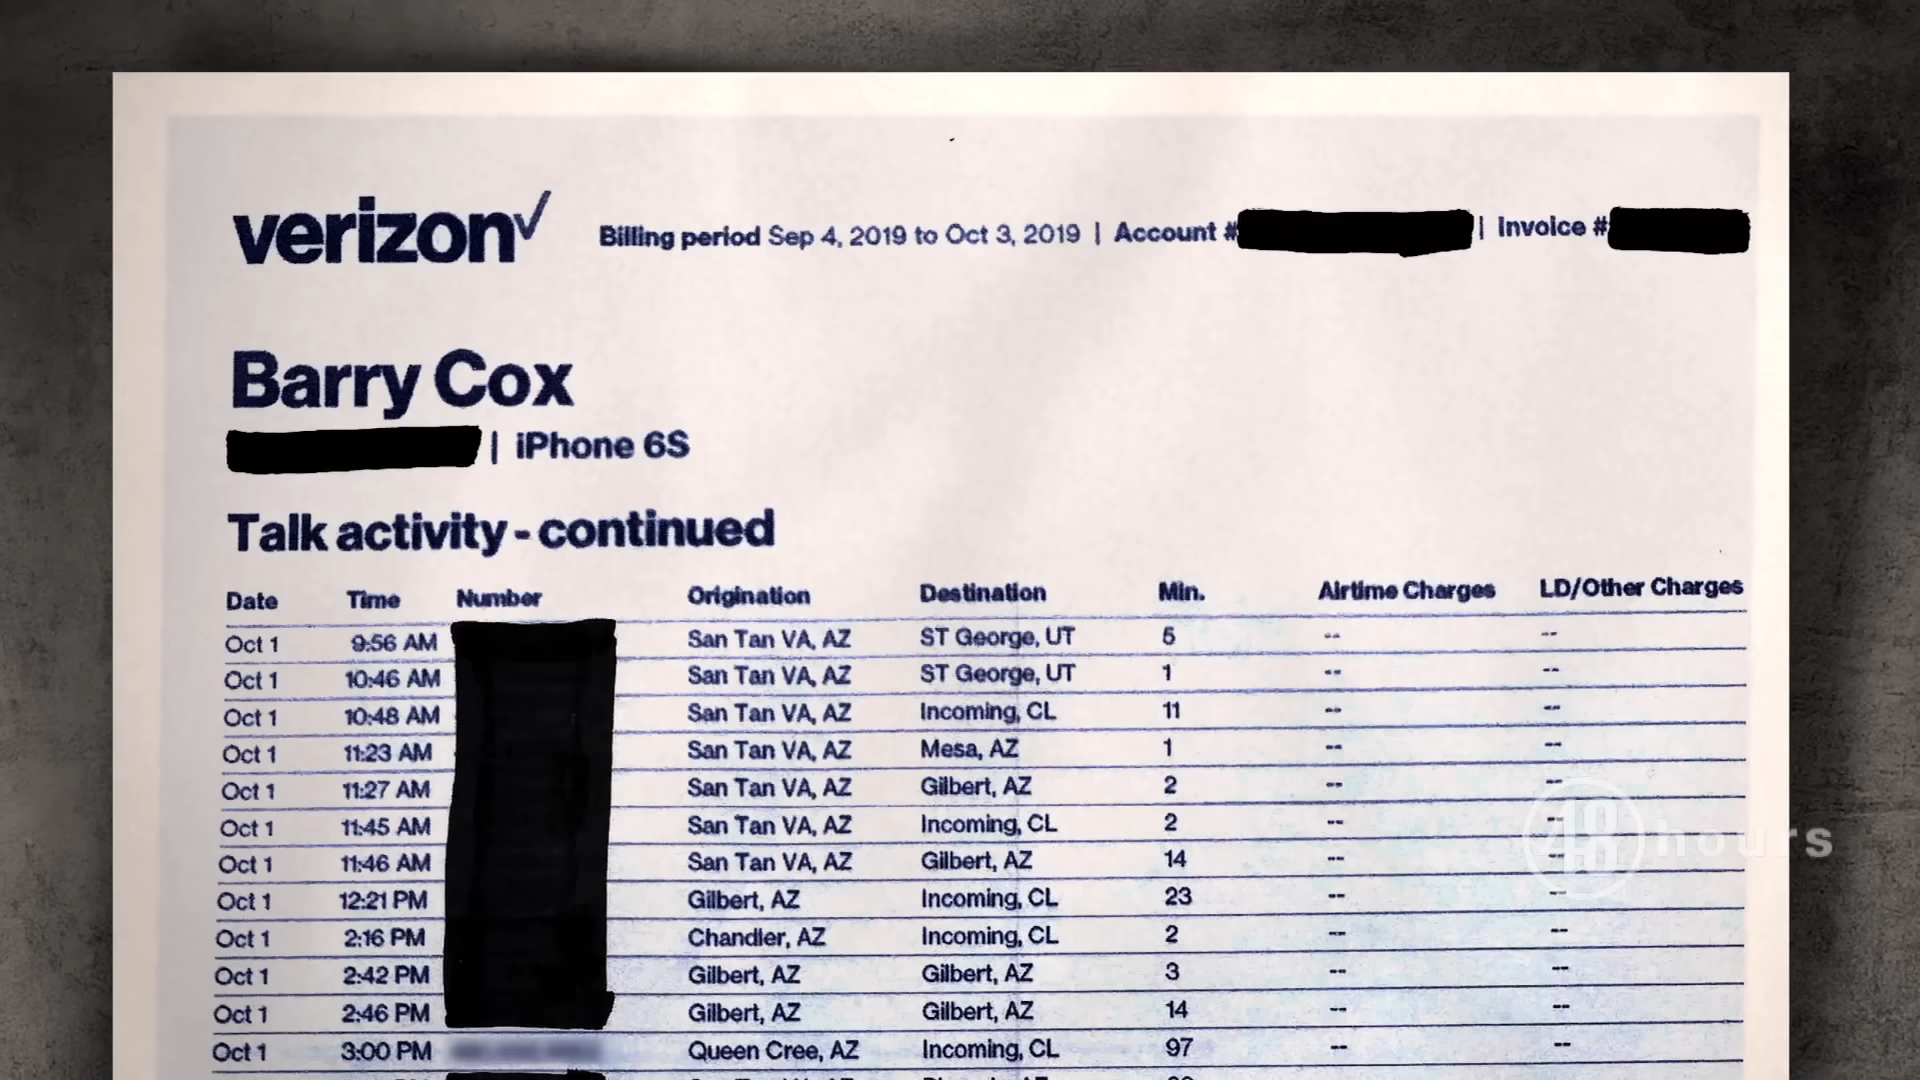 verizon✓ Billing period Sep 4, 2019 to Oct 3, 2019 | Account # | Invoice #
Barry Cox
| iPhone 6S
Talk activity - continued
Date Time Number Origination Destination Min. Airtime Charges LD/Other Charges
Oct 1 9:56 AM San Tan VA, AZ ST George, UT 5 -- --
Oct 1 10:46 AM San Tan VA, AZ ST George, UT 1 -- --
Oct 1 10:48 AM San Tan VA, AZ Incoming, CL 11 -- --
Oct 1 11:23 AM San Tan VA, AZ Mesa, AZ 1 -- --
Oct 1 11:27 AM San Tan VA, AZ Gilbert, AZ 2 -- --
Oct 1 11:45 AM San Tan VA, AZ Incoming, CL 2 -- --
Oct 1 11:46 AM San Tan VA, AZ Gilbert, AZ 14 -- --
Oct 1 12:21 PM Gilbert, AZ Incoming, CL 23 -- --
Oct 1 2:16 PM Chandler, AZ Incoming, CL 2 -- --
Oct 1 2:42 PM Gilbert, AZ Gilbert, AZ 3 -- --
Oct 1 2:46 PM Gilbert, AZ Gilbert, AZ 14 -- --
Oct 1 3:00 PM Queen Cree, AZ Incoming, CL 97 -- --
48 hours